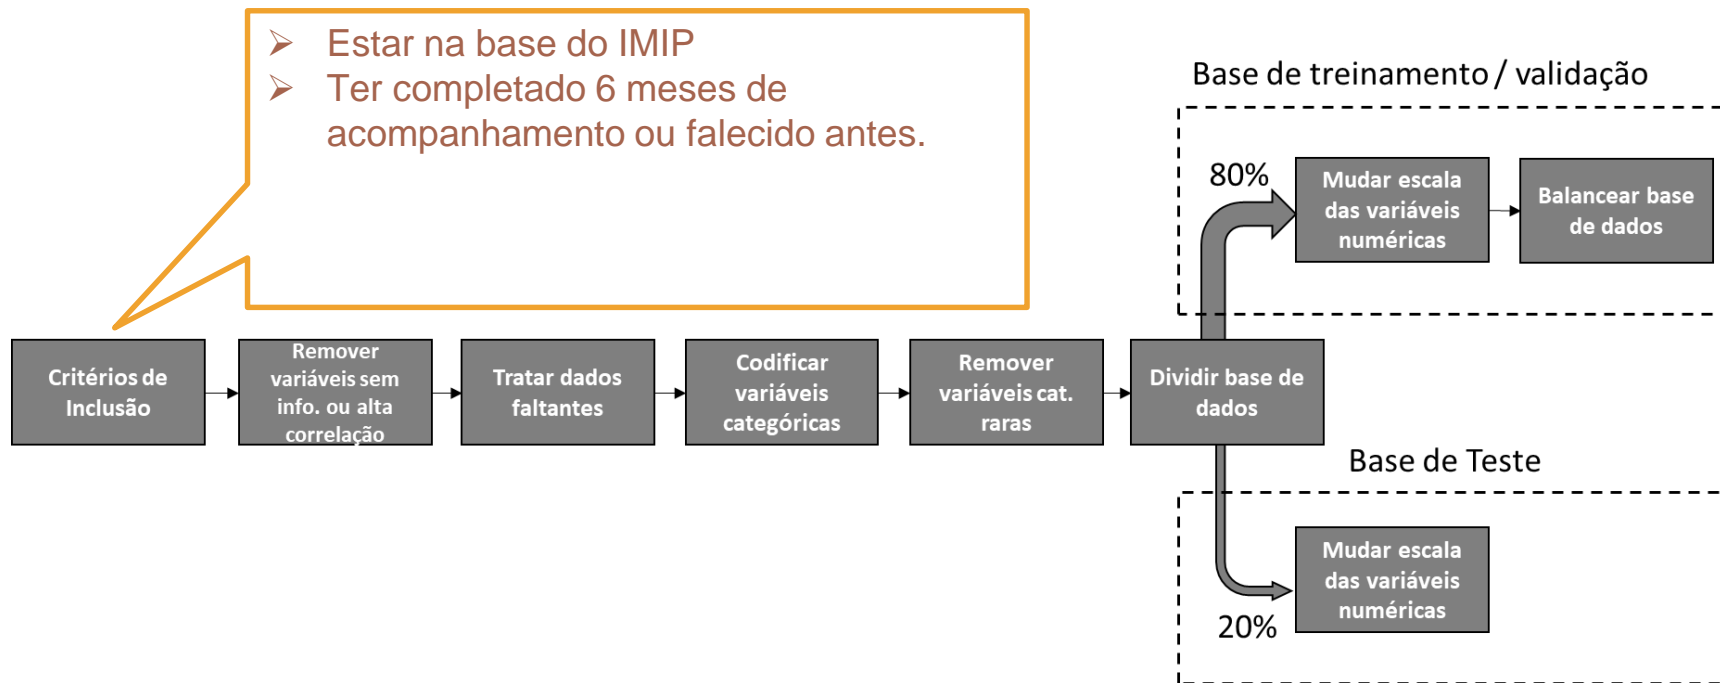 ➢ Estar na base do IMIP
➢ Ter completado 6 meses de
acompanhamento ou falecido antes.
Base de treinamento / validação
80%
Mudar escala
das variáveis
numéricas
Balancear base
de dados
Critérios de
Inclusão
Remover
variáveis sem
info. ou alta
correlação
Tratar dados
faltantes
Codificar
variáveis
categóricas
Remover
variáveis cat.
raras
Dividir base de
dados
Base de Teste
Mudar escala
das variáveis
numéricas
20%